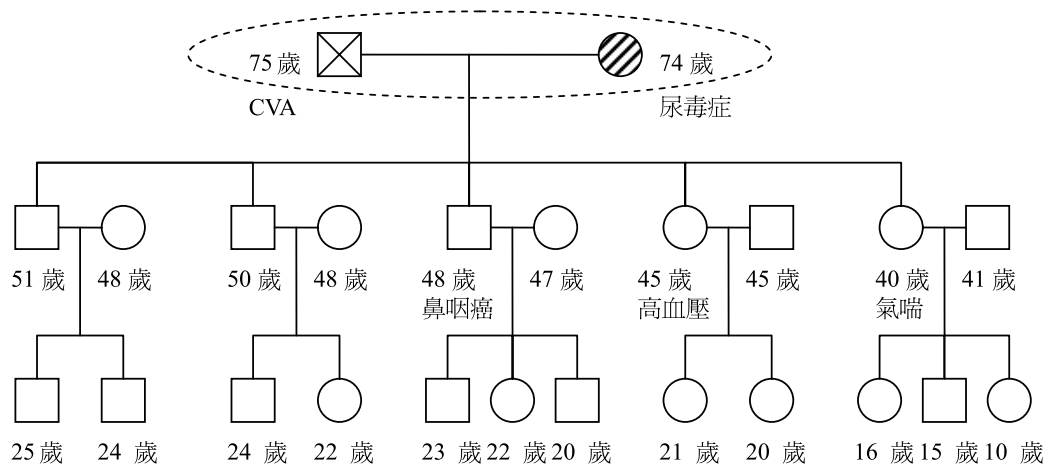 75 歲 74 歲
CVA 尿毒症
51 歲 48 歲 50 歲 48 歲 48 歲 47 歲 45 歲 45 歲 40 歲 41 歲
鼻咽癌 高血壓 氣喘
25 歲 24 歲 24 歲 22 歲 23 歲 22 歲 20 歲 21 歲 20 歲 16 歲 15 歲 10 歲